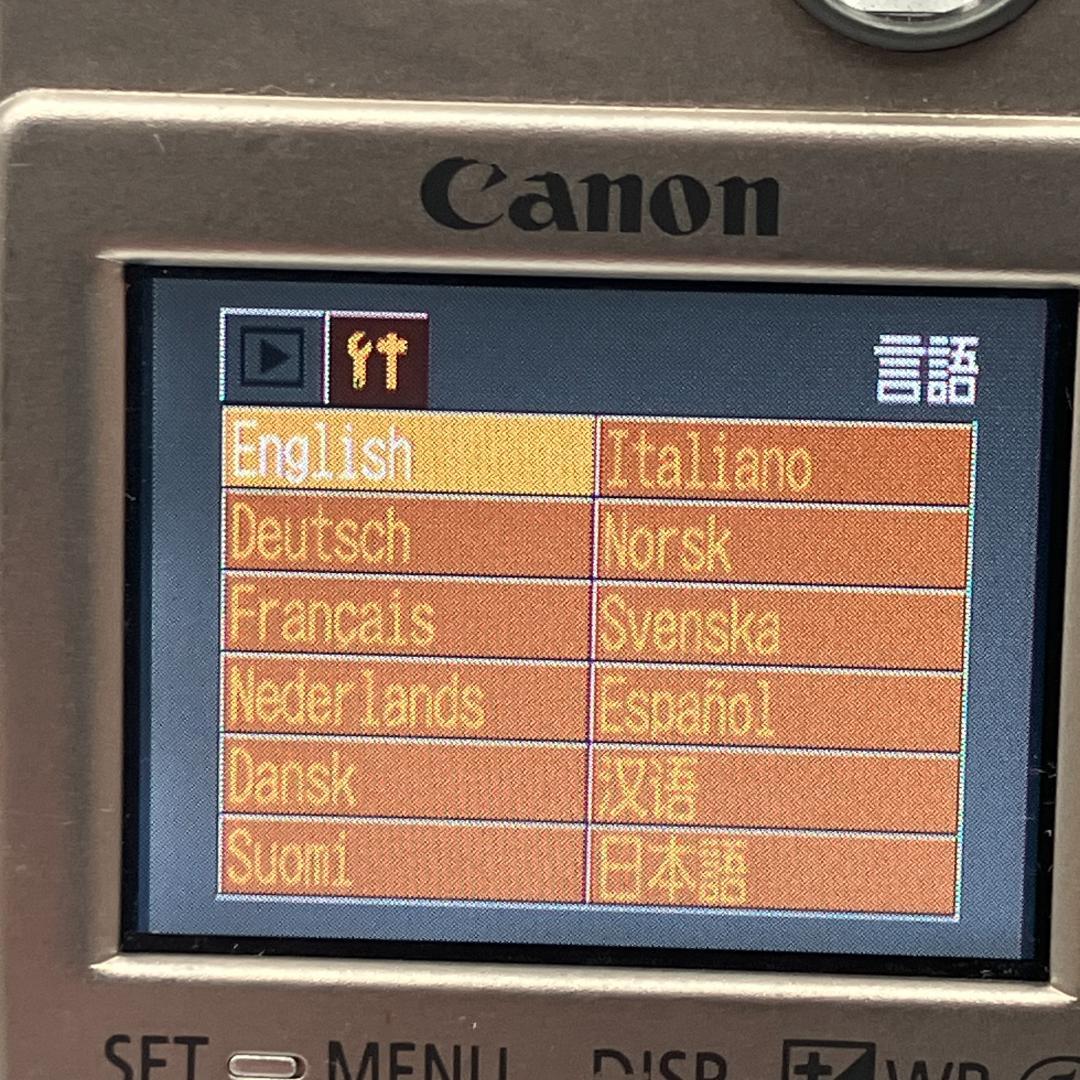 Canon
言語
English
Italiano
Deutsch
Norsk
Francais
Svenska
Nederlands
Español
Dansk
汉语
Suomi
日本語
SET MENU DISP. WB